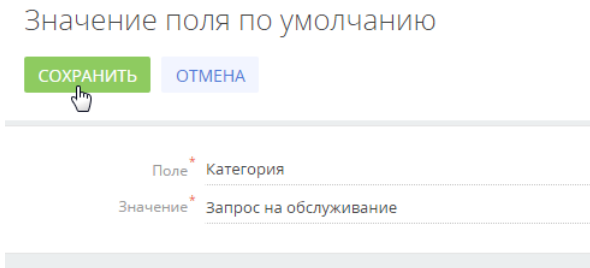 Значение поля по умолчанию
СОХРАНИТЬ ОТМЕНА
Поле* Категория
Значение* Запрос на обслуживание